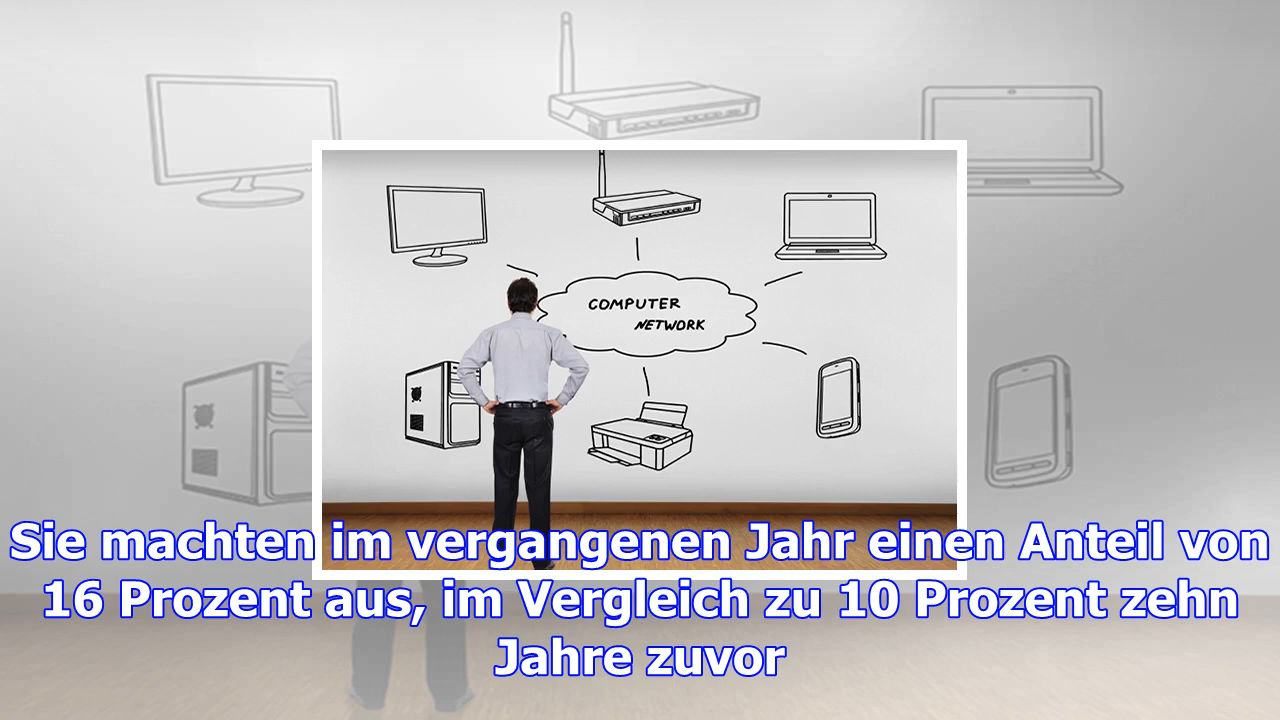 COMPUTER
NETWORK
Sie machten im vergangenen Jahr einen Anteil von
16 Prozent aus, im Vergleich zu 10 Prozent zehn
Jahre zuvor